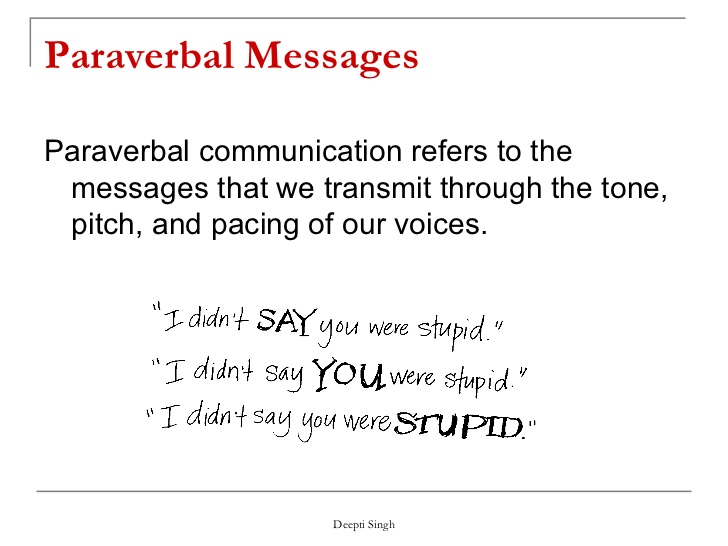 Paraverbal Messages
Paraverbal communication refers to the
messages that we transmit through the tone,
pitch, and pacing of our voices.
"I didn't SAY you were stupid."
"I didn't say YOU were stupid."
"I didn't say you were STUPID."
Deepti Singh